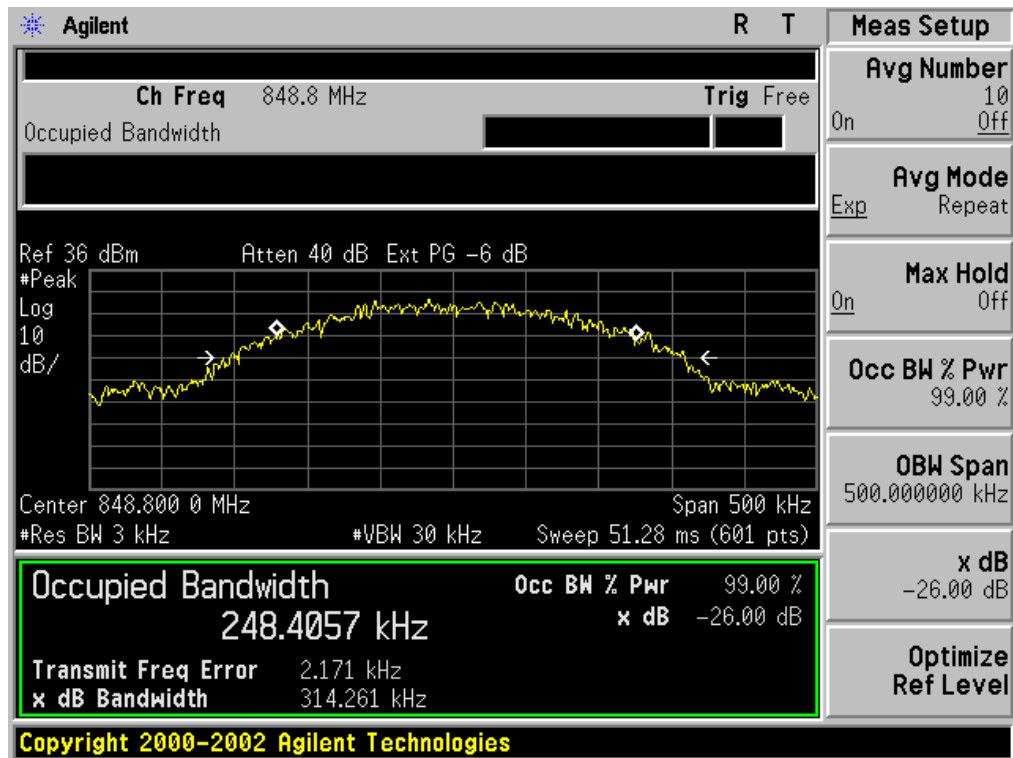 Agilent R T
Ch Freq 848.8 MHz Trig Free
Occupied Bandwidth
Ref 36 dBm Atten 40 dB Ext PG -6 dB
#Peak
Log
10
dB/
Center 848.800 0 MHz Span 500 kHz
#Res BW 3 kHz #VBW 30 kHz Sweep 51.28 ms (601 pts)
Occupied Bandwidth Occ BW % Pwr 99.00 %
248.4057 kHz x dB -26.00 dB
Transmit Freq Error 2.171 kHz
x dB Bandwidth 314.261 kHz
Copyright 2000-2002 Agilent Technologies
Meas Setup
Avg Number
10
On Off
Avg Mode
Exp Repeat
Max Hold
On Off
Occ BW % Pwr
99.00 %
OBW Span
500.000000 kHz
x dB
-26.00 dB
Optimize
Ref Level